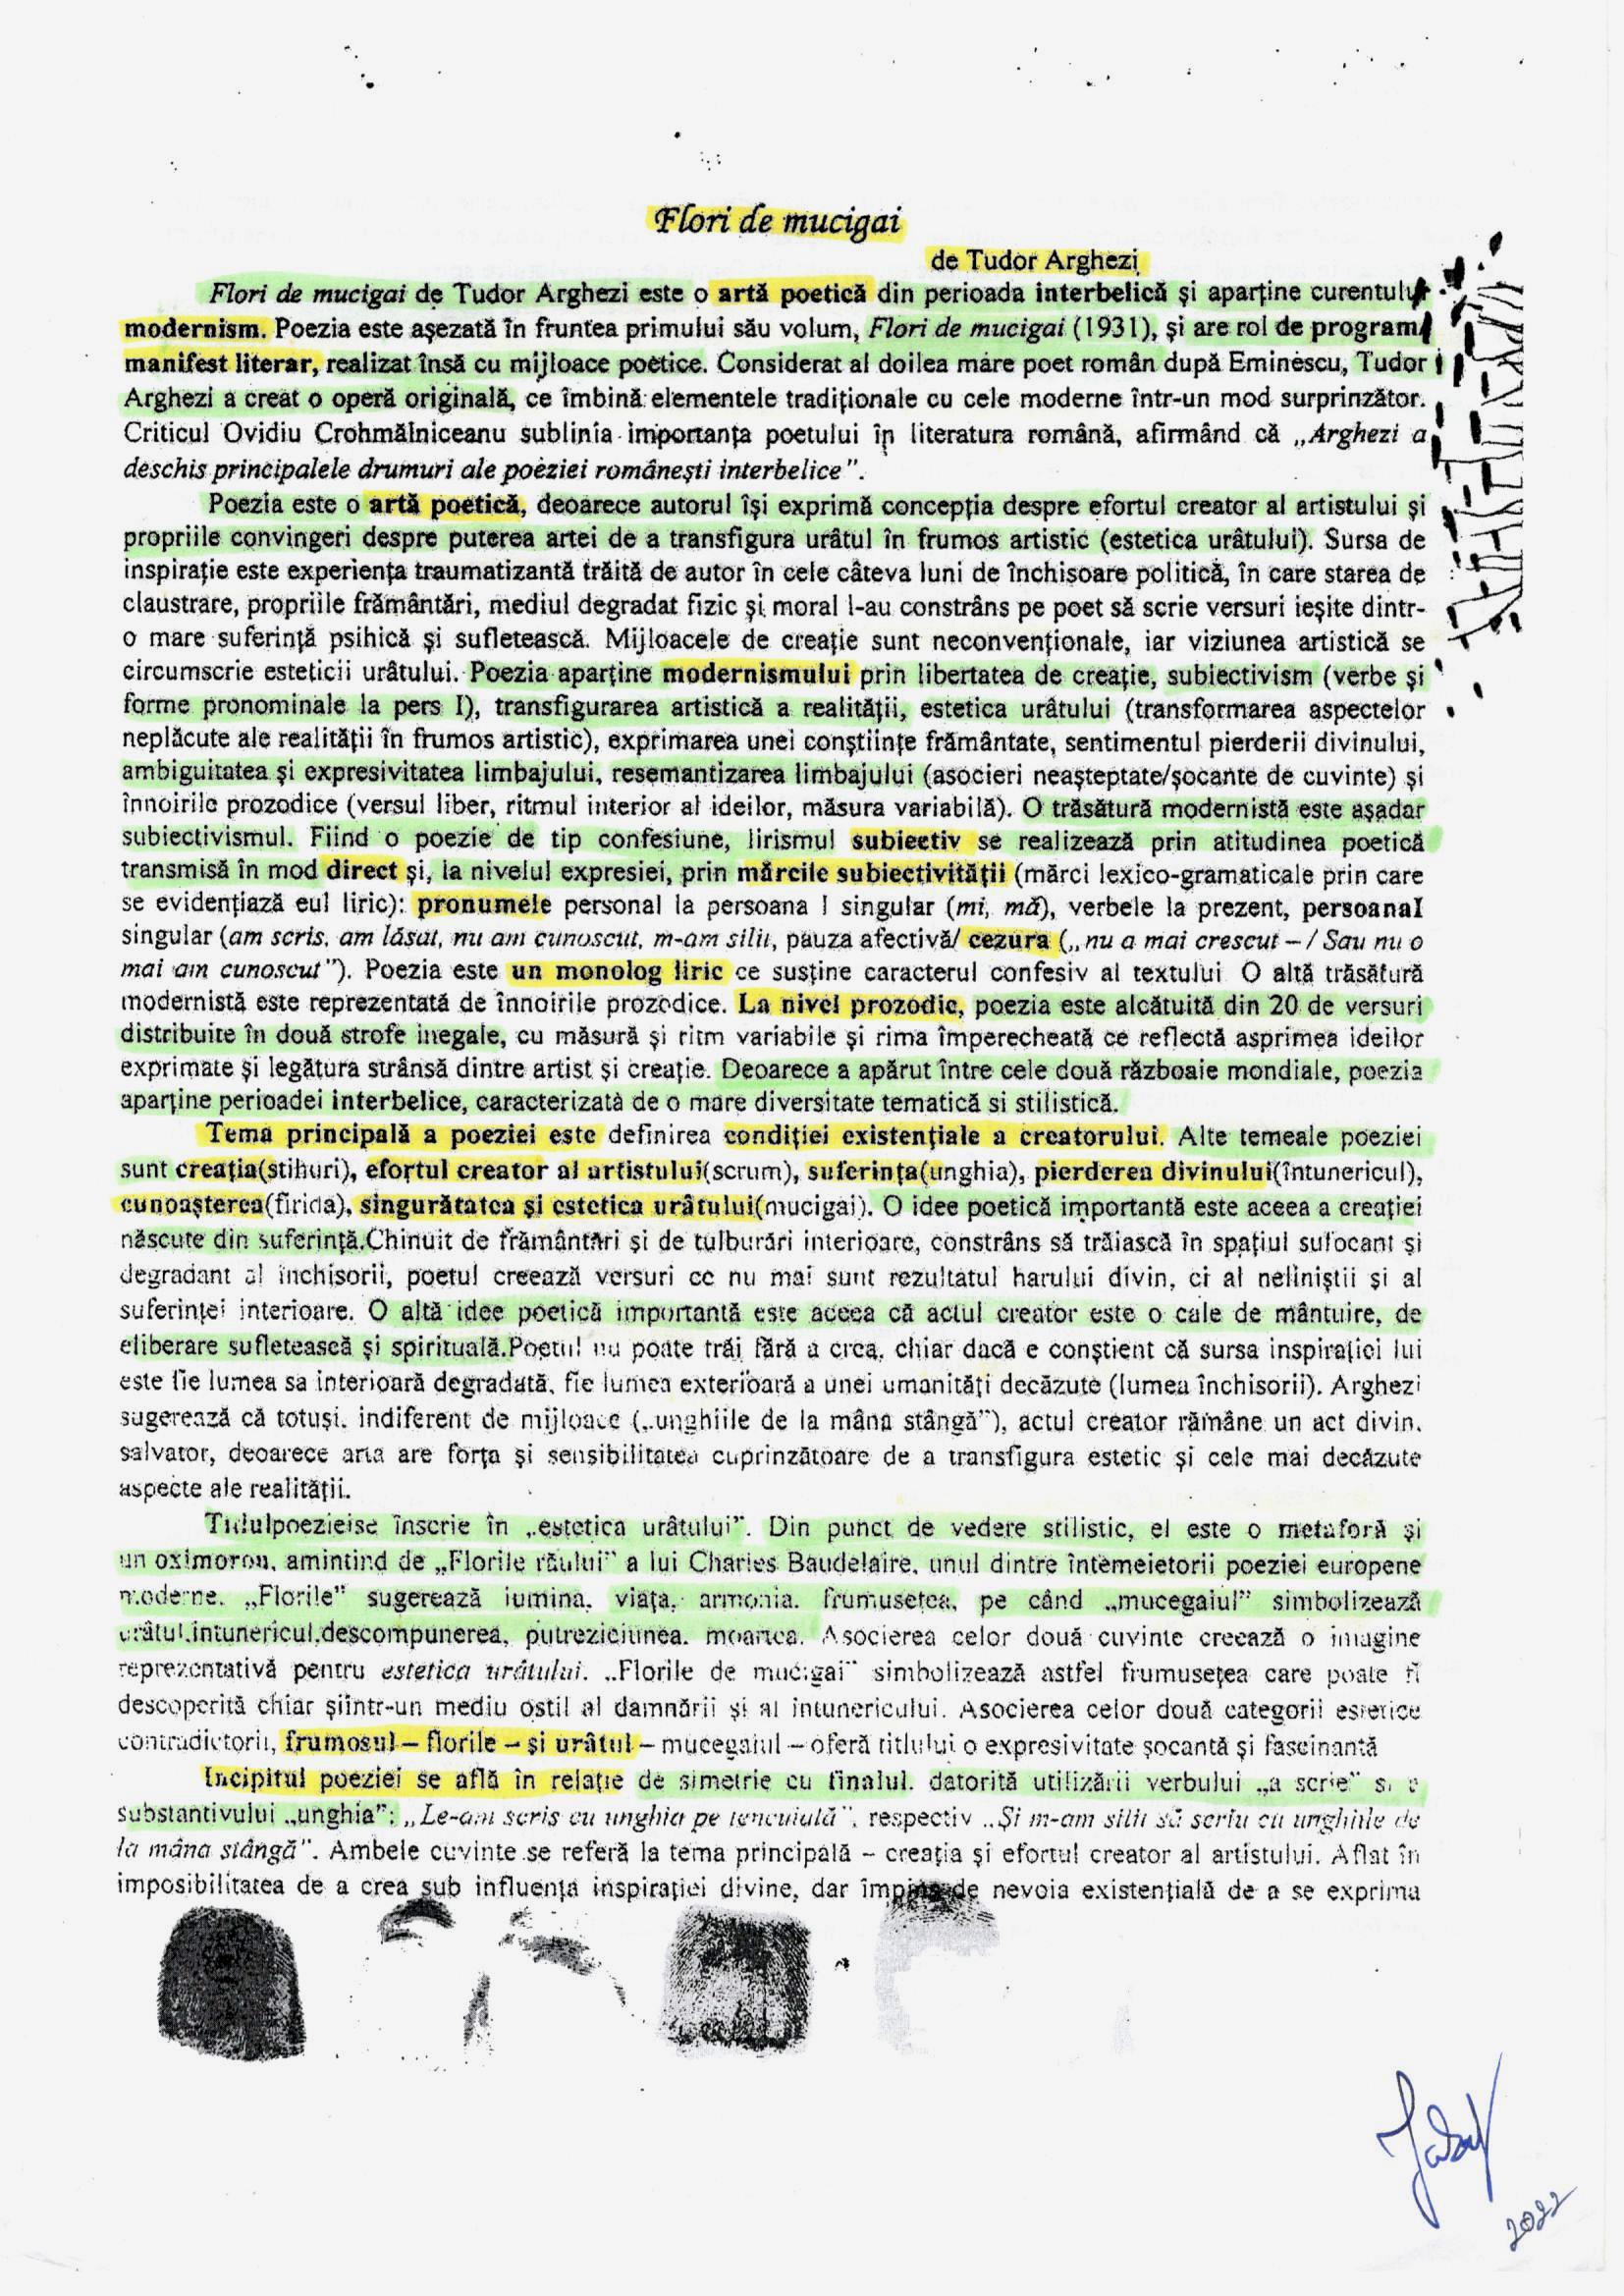 Flori de mucigai
de Tudor Arghezi
Flori de mucigai de Tudor Arghezi este o artă poetică din perioada interbelică și aparține curentului
modernism. Poezia este așezată în fruntea primului său volum, Flori de mucigai (1931), și are rol de program/
manifest literar, realizat însă cu mijloace poetice. Considerat al doilea mare poet român după Eminescu, Tudor
Arghezi a creat o operă originală, ce îmbină elementele tradiționale cu cele moderne într-un mod surprinzător.
Criticul Ovidiu Crohmălniceanu sublinia importanța poetului în literatura română, afirmând că „Arghezi a
deschis principalele drumuri ale poeziei românești interbelice”.
Poezia este o artă poetică, deoarece autorul își exprimă concepția despre efortul creator al artistului și
propriile convingeri despre puterea artei de a transfigura urâtul în frumos artistic (estetica urâtului). Sursa de
inspirație este experiența traumatizantă trăită de autor în cele câteva luni de închisoare politică, în care starea de
claustrare, propriile frământări, mediul degradat fizic și moral l-au constrâns pe poet să scrie versuri ieșite dintr-
o mare suferință psihică și sufletească. Mijloacele de creație sunt neconvenționale, iar viziunea artistică se
circumscrie esteticii urâtului. Poezia aparține modernismului prin libertatea de creație, subiectivism (verbe și
forme pronominale la pers I), transfigurarea artistică a realității, estetica urâtului (transformarea aspectelor
neplăcute ale realității în frumos artistic), exprimarea unei conștiințe frământate, sentimentul pierderii divinului,
ambiguitatea și expresivitatea limbajului, resemantizarea limbajului (asocieri neașteptate/șocante de cuvinte) și
înnoirile prozodice (versul liber, ritmul interior al ideilor, măsura variabilă). O trăsătură modernistă este așadar
subiectivismul. Fiind o poezie de tip confesiune, lirismul subiectiv se realizează prin atitudinea poetică
transmisă în mod direct și, la nivelul expresiei, prin mărcile subiectivității (mărci lexico-gramaticale prin care
se evidențiază eul liric): pronumele personal la persoana I singular (mi, mă), verbele la prezent, persoanaI
singular (am scris, am lăsat, nu am cunoscut, m-am silit, pauza afectivă/ cezura („nu a mai crescut – / Sau nu o
mai am cunoscut”). Poezia este un monolog liric ce susține caracterul confesiv al textului O altă trăsătură
modernistă este reprezentată de înnoirile prozodice. La nivel prozodic, poezia este alcătuită din 20 de versuri
distribuite în două strofe inegale, cu măsură și ritm variabile și rima împerecheată ce reflectă asprimea ideilor
exprimate și legătura strânsă dintre artist și creație. Deoarece a apărut între cele două războaie mondiale, poezia
aparține perioadei interbelice, caracterizată de o mare diversitate tematică si stilistică.
Tema principală a poeziei este definirea condiției existențiale a creatorului. Alte temeale poeziei
sunt creația(stihuri), efortul creator al artistului(scrum), suferința(unghia), pierderea divinului(întunericul),
cunoașterea(firida), singurătatea și estetica urâtului(mucigai). O idee poetică importantă este aceea a creației
născute din suferință.Chinuit de frământări și de tulburări interioare, constrâns să trăiască în spațiul sufocant și
degradant al închisorii, poetul creează versuri ce nu mai sunt rezultatul harului divin, ci al neliniștii și al
suferinței interioare. O altă idee poetică importantă este aceea că actul creator este o cale de mântuire, de
eliberare sufletească și spirituală.Poetul nu poate trăi fără a crea, chiar dacă e conștient că sursa inspirației lui
este fie lumea sa interioară degradată, fie lumea exterioară a unei umanități decăzute (lumea închisorii). Arghezi
sugerează că totuși, indiferent de mijloace („unghiile de la mâna stângă”), actul creator rămâne un act divin,
salvator, deoarece arta are forța și sensibilitatea cuprinzătoare de a transfigura estetic și cele mai decăzute
aspecte ale realității.
Titlulpoezieise înscrie în „estetica urâtului”. Din punct de vedere stilistic, el este o metaforă și
un oximoron, amintind de „Florile răului” a lui Charles Baudelaire, unul dintre întemeietorii poeziei europene
moderne. „Florile” sugerează lumina, viața, armonia, frumusețea, pe când „mucegaiul” simbolizează
urâtul,intunericul,descompunerea, putreziciunea, moartea. Asocierea celor două cuvinte creează o imagine
reprezentativă pentru estetica urâtului. „Florile de mucigai” simbolizează astfel frumusețea care poate fi
descoperită chiar șiintr-un mediu ostil al damnării și al intunericului. Asocierea celor două categorii estetice
contradictorii, frumosul – florile – și urâtul – mucegaiul – oferă titlului o expresivitate șocantă și fascinantă
Incipitul poeziei se află în relație de simetrie cu finalul, datorită utilizării verbului „a scrie” si a
substantivului „unghia”: „Le-am scris cu unghia pe tencuială”, respectiv „Și m-am silit să scriu cu unghiile de
la mâna stângă”. Ambele cuvinte se referă la tema principală – creația și efortul creator al artistului. Aflat în
imposibilitatea de a crea sub influența inspirației divine, dar împins de nevoia existențială de a se exprima
2022